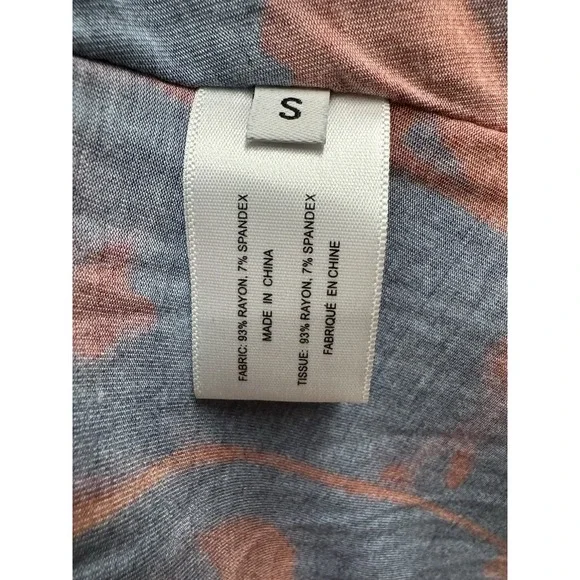 S
FABRIC: 93% RAYON, 7% SPANDEX
MADE IN CHINA
TISSUE: 93% RAYON, 7% SPANDEX
FABRIQUÉ EN CHINE